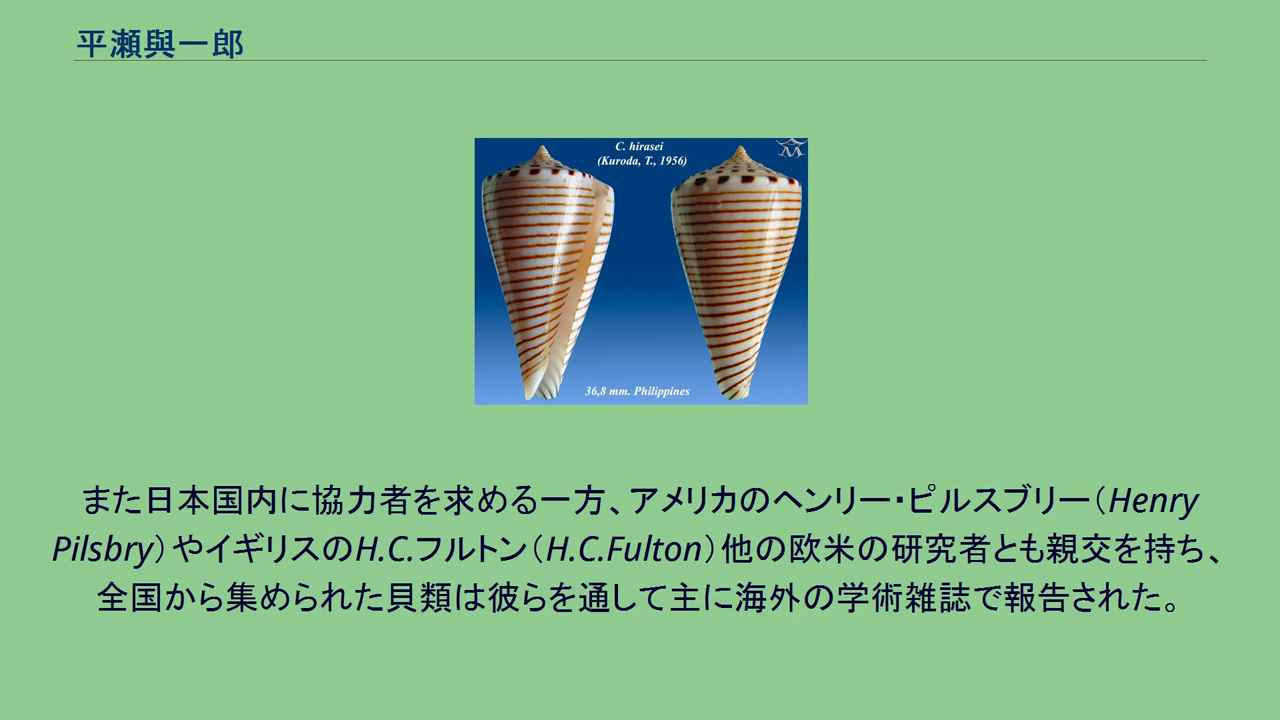 平瀬與一郎
C. hirasei
(Kuroda, T., 1956)
36,8 mm. Philippines
また日本国内に協力者を求める一方、アメリカのヘンリー・ピルスブリー（Henry
Pilsbry）やイギリスのH.C.フルトン（H.C.Fulton）他の欧米の研究者とも親交を持ち、
全国から集められた貝類は彼らを通して主に海外の学術雑誌で報告された。